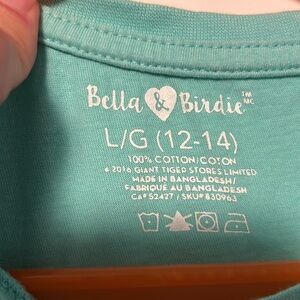 Bella & Birdie ™ MC
L/G (12-14)
100% COTTON/COTON
© 2016 GIANT TIGER STORES LIMITED
MADE IN BANGLADESH/
FABRIQUÉ AU BANGLADESH
CA# 52427 / SKU# 830963